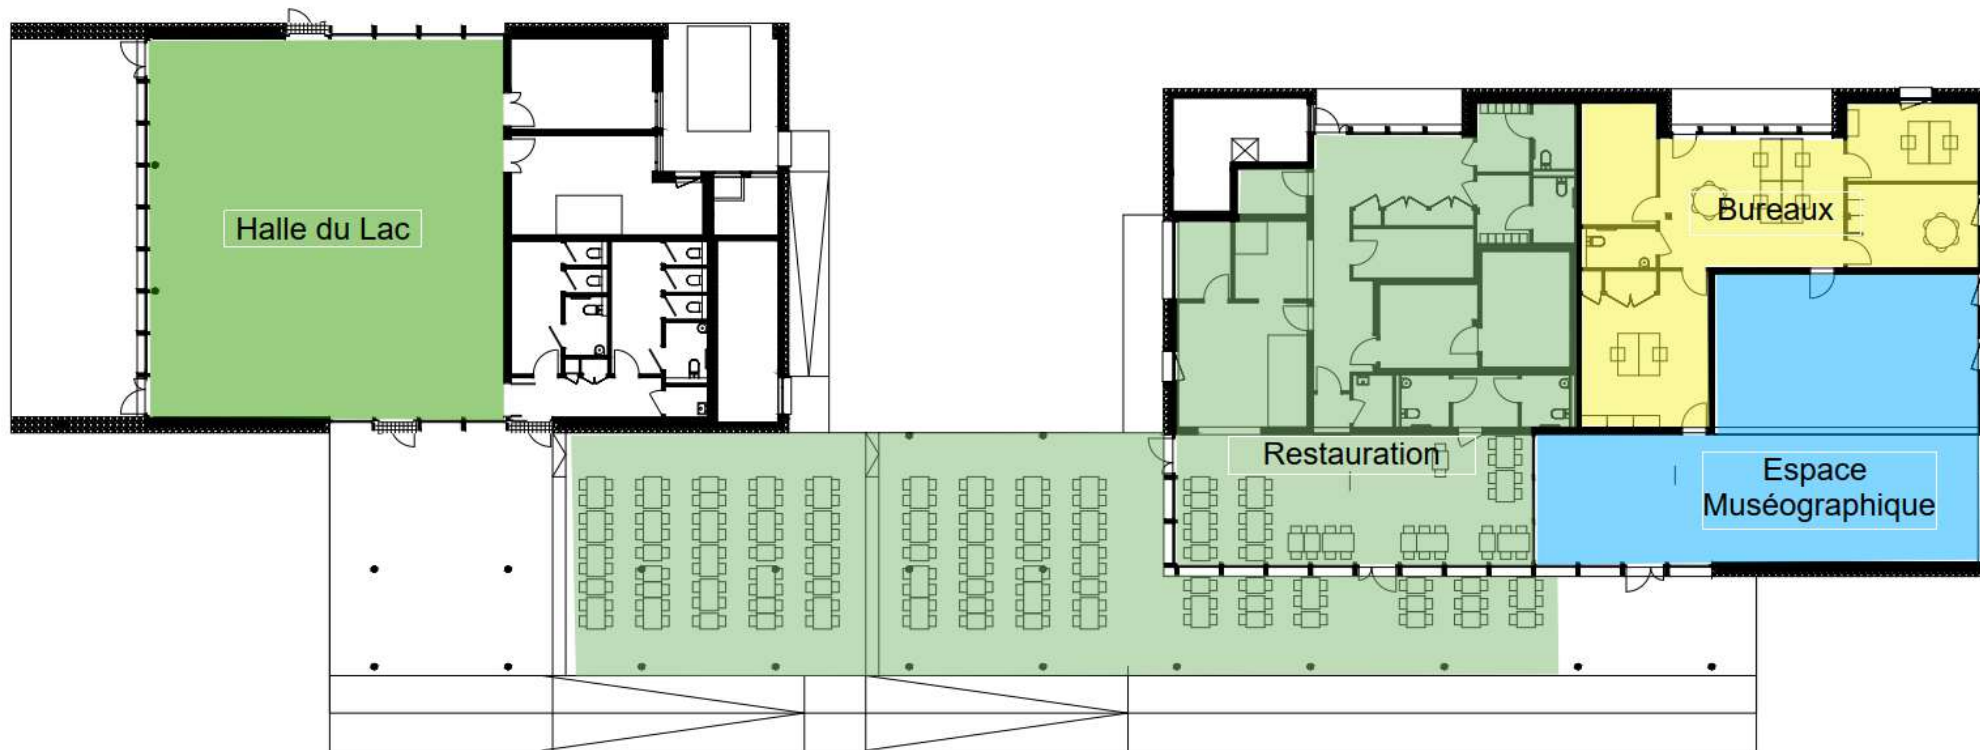 Halle du Lac
Bureaux
Restauration
Espace
Muséographique